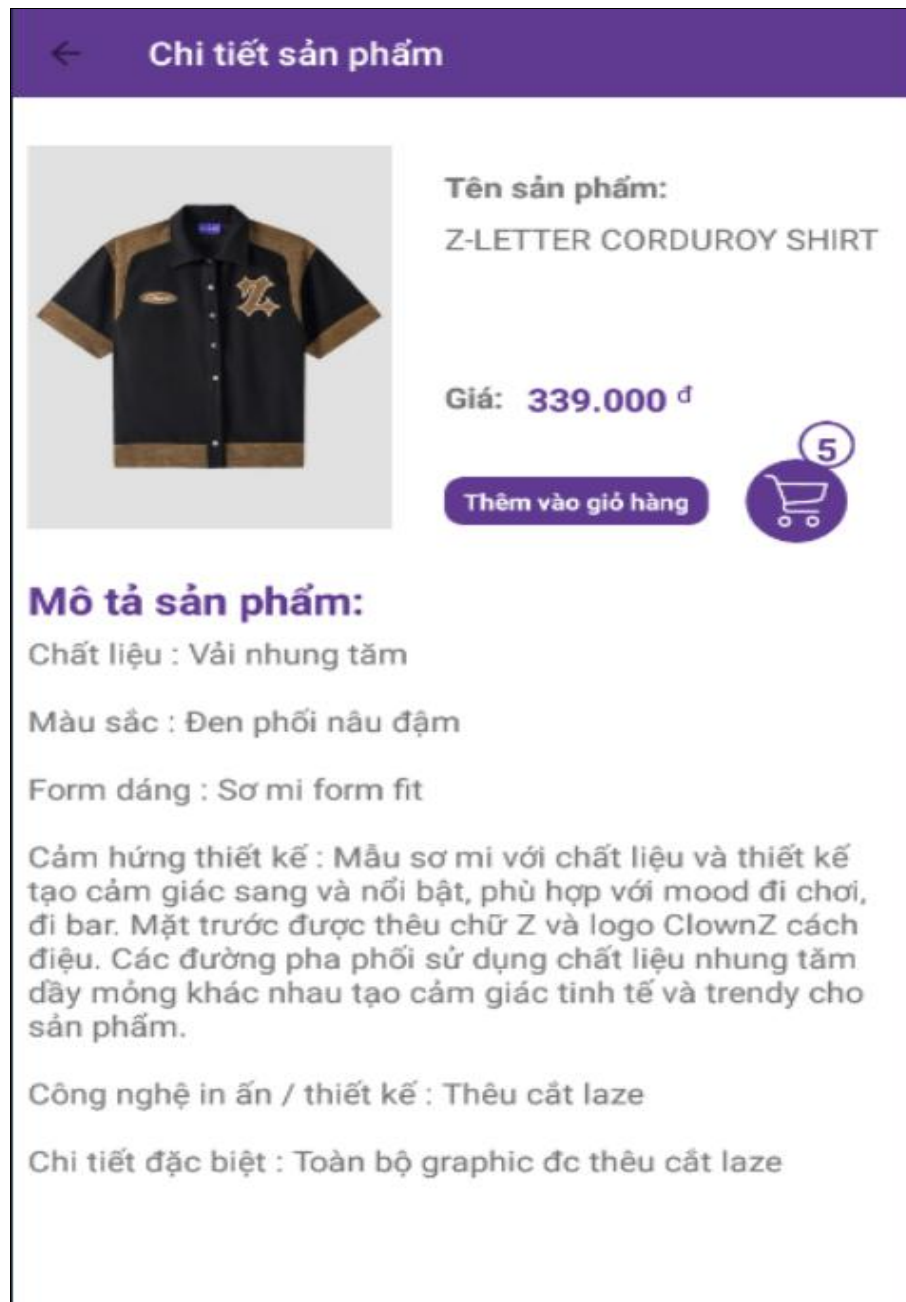 Chi tiết sản phẩm
Tên sản phẩm:
Z-LETTER CORDUROY SHIRT
Giá: 339.000 đ
5
Thêm vào giỏ hàng
Z
Mô tả sản phẩm:
Chất liệu : Vải nhung tăm
Màu sắc : Đen phối nâu đậm
Form dáng : Sơ mi form fit
Cảm hứng thiết kế : Mẫu sơ mi với chất liệu và thiết kế
tạo cảm giác sang và nổi bật, phù hợp với mood đi chơi,
đi bar. Mặt trước được thêu chữ Z và logo ClownZ cách
điệu. Các đường pha phối sử dụng chất liệu nhung tăm
dầy mỏng khác nhau tạo cảm giác tinh tế và trendy cho
sản phẩm.
Công nghệ in ấn / thiết kế : Thêu cắt laze
Chi tiết đặc biệt : Toàn bộ graphic đc thêu cắt laze